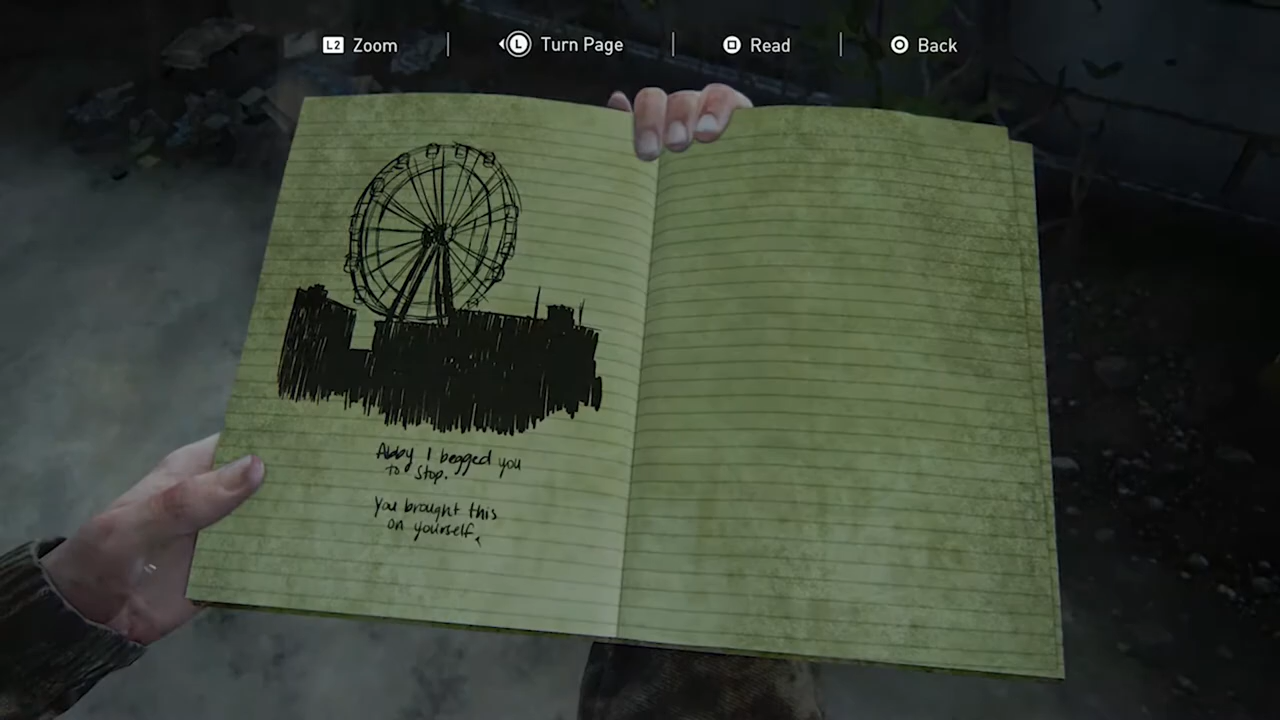 L2 Zoom
L Turn Page
Read
Back
Abby I begged you
to stop.
You brought this
on yourself.